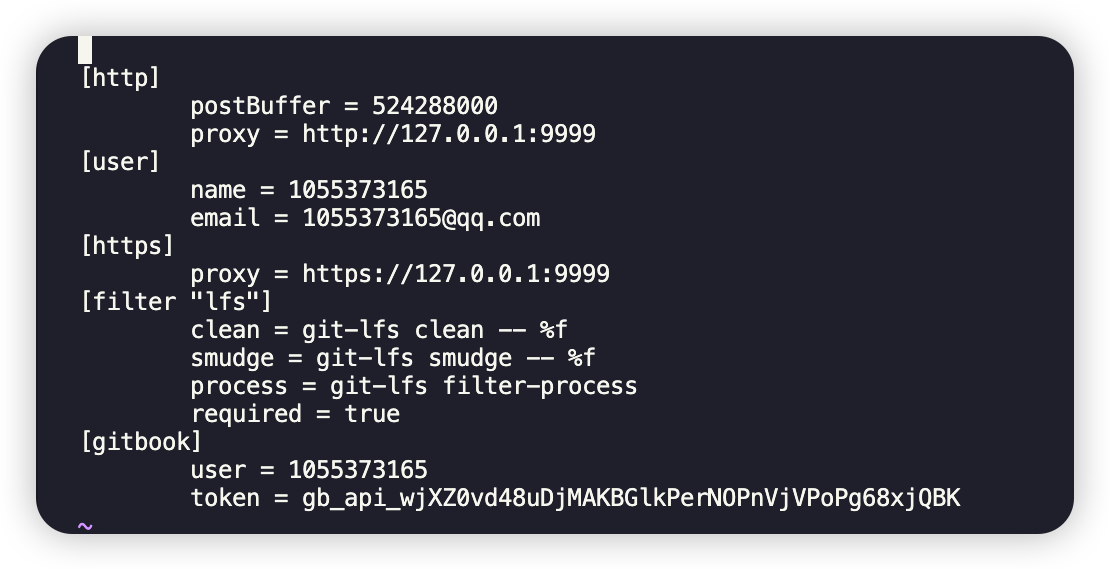 [http]
postBuffer = 524288000
proxy = http://127.0.0.1:9999
[user]
name = 1055373165
email = 1055373165@qq.com
[https]
proxy = https://127.0.0.1:9999
[filter "lfs"]
clean = git-lfs clean -- %f
smudge = git-lfs smudge -- %f
process = git-lfs filter-process
required = true
[gitbook]
user = 1055373165
token = gb_api_wjXZ0vd48uDjMAKBGlkPerNOPnVjVPoPg68xjQBK
~